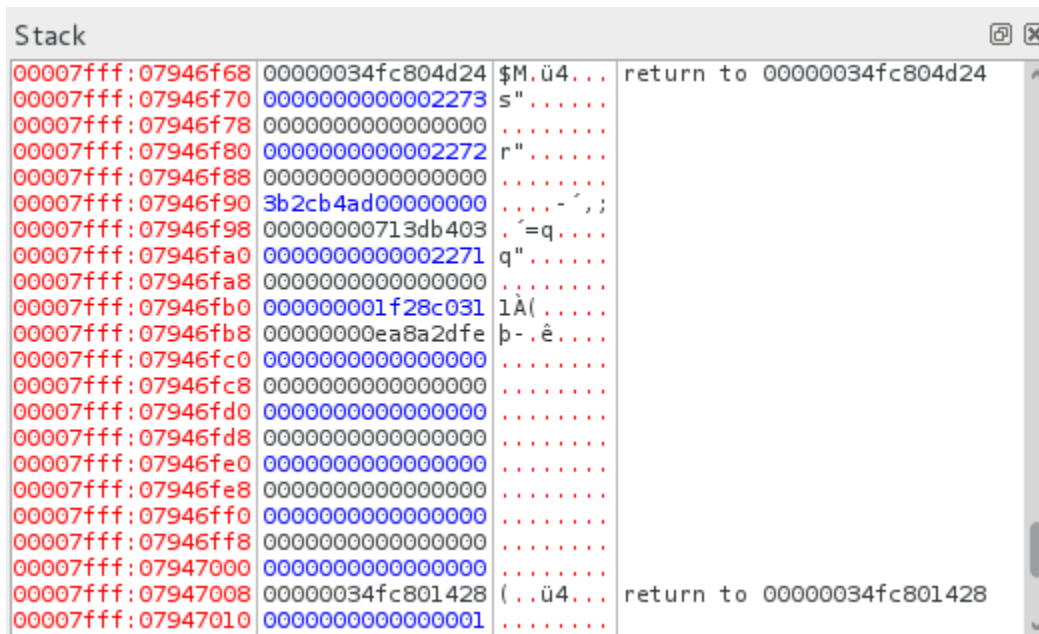 Stack
00007fff:07946f68 00000034fc804d24 $M.ü4... return to 00000034fc804d24
00007fff:07946f70 0000000000002273 s"......
00007fff:07946f78 0000000000000000 ........
00007fff:07946f80 0000000000002272 r"......
00007fff:07946f88 0000000000000000 ........
00007fff:07946f90 3b2cb4ad00000000 ....-´,;
00007fff:07946f98 00000000713db403 .´=q....
00007fff:07946fa0 0000000000002271 q"......
00007fff:07946fa8 0000000000000000 ........
00007fff:07946fb0 000000001f28c031 1À(.....
00007fff:07946fb8 00000000ea8a2dfe þ-.ê....
00007fff:07946fc0 0000000000000000 ........
00007fff:07946fc8 0000000000000000 ........
00007fff:07946fd0 0000000000000000 ........
00007fff:07946fd8 0000000000000000 ........
00007fff:07946fe0 0000000000000000 ........
00007fff:07946fe8 0000000000000000 ........
00007fff:07946ff0 0000000000000000 ........
00007fff:07946ff8 0000000000000000 ........
00007fff:07947000 0000000000000000 ........
00007fff:07947008 00000034fc801428 (..ü4... return to 00000034fc801428
00007fff:07947010 0000000000000001 ........